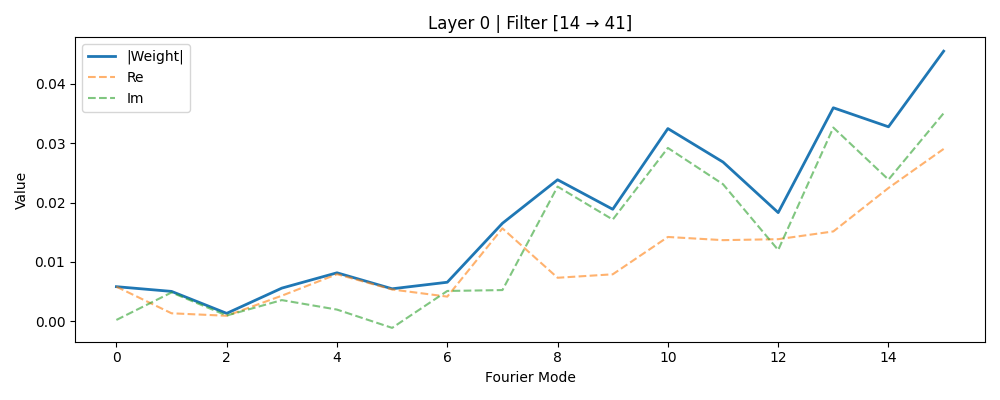 Layer 0 | Filter [14 → 41]
|Weight|
Re
Im
0.04
0.03
0.02
0.01
0.00
Value
0 2 4 6 8 10 12 14
Fourier Mode